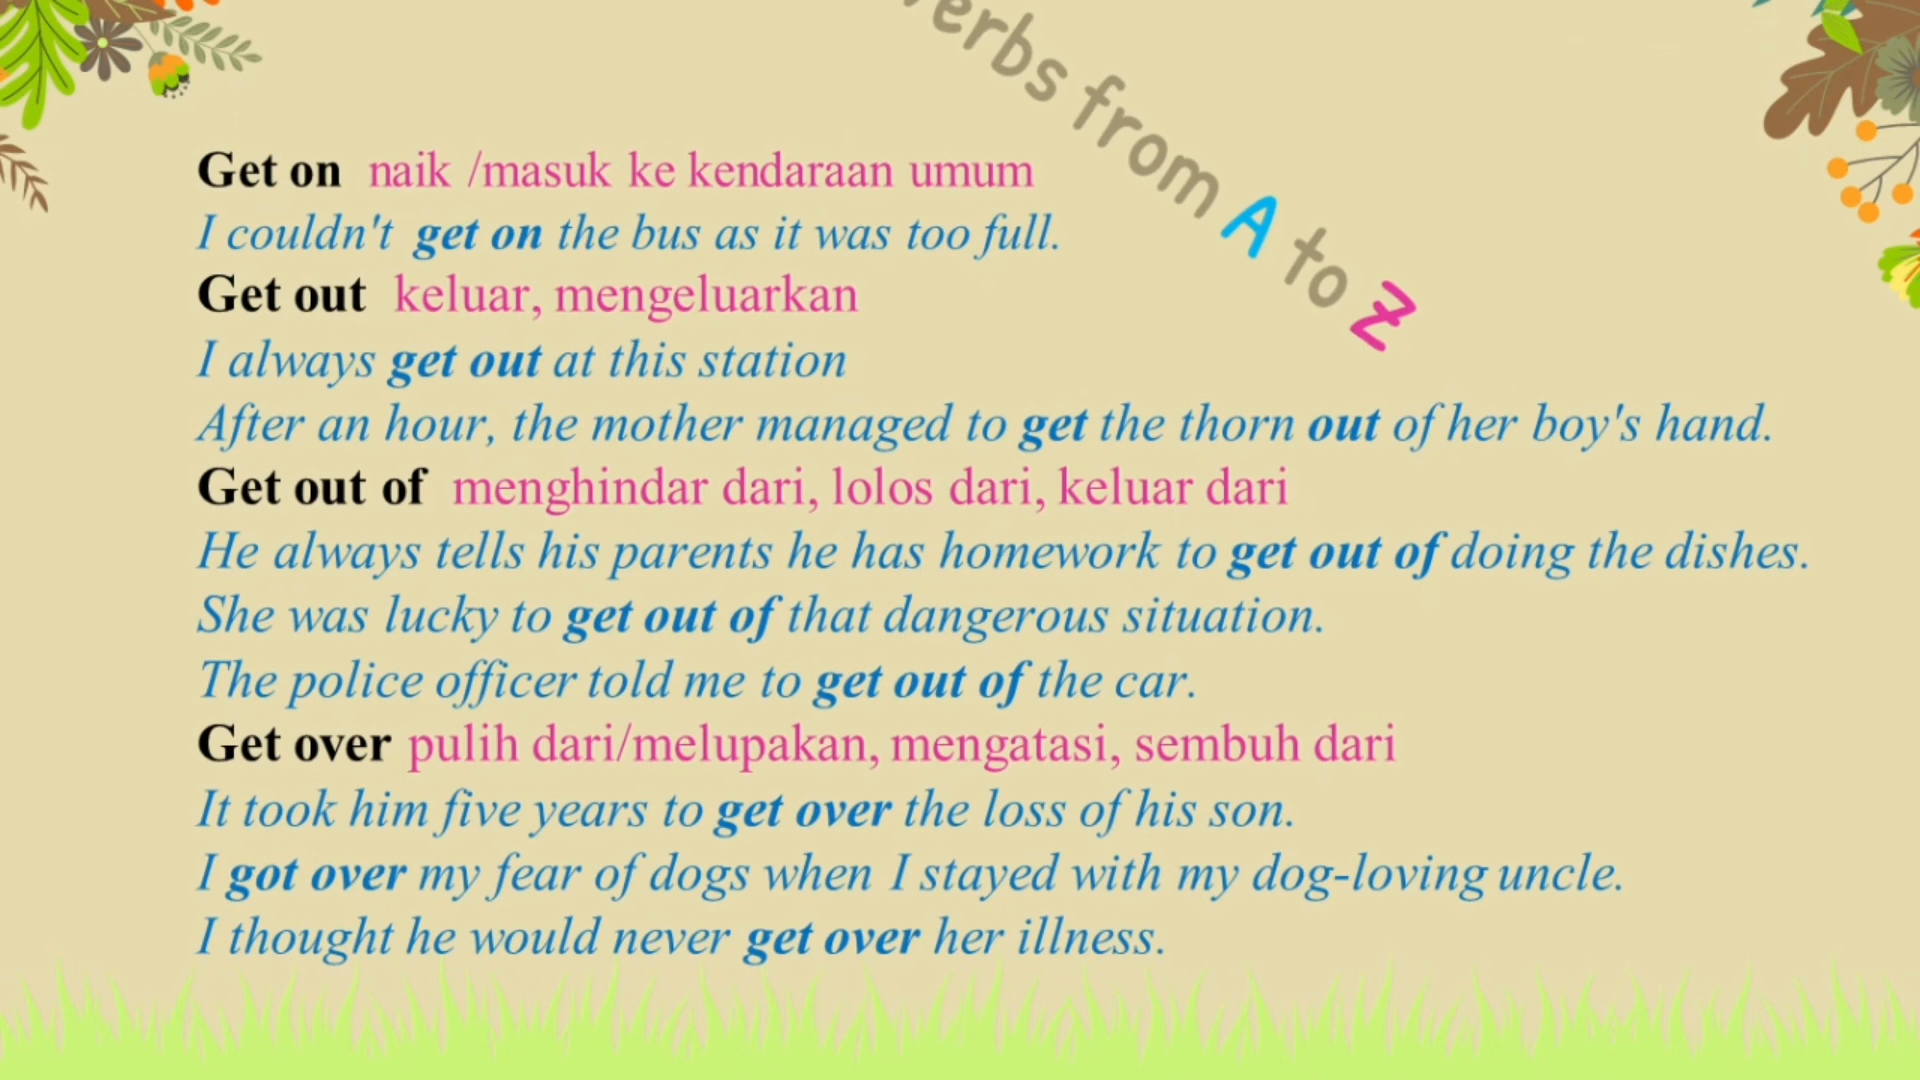 erbs from A to Z
Get on naik /masuk ke kendaraan umum
I couldn't get on the bus as it was too full.
Get out keluar, mengeluarkan
I always get out at this station
After an hour, the mother managed to get the thorn out of her boy's hand.
Get out of menghindar dari, lolos dari, keluar dari
He always tells his parents he has homework to get out of doing the dishes.
She was lucky to get out of that dangerous situation.
The police officer told me to get out of the car.
Get over pulih dari/melupakan, mengatasi, sembuh dari
It took him five years to get over the loss of his son.
I got over my fear of dogs when I stayed with my dog-loving uncle.
I thought he would never get over her illness.